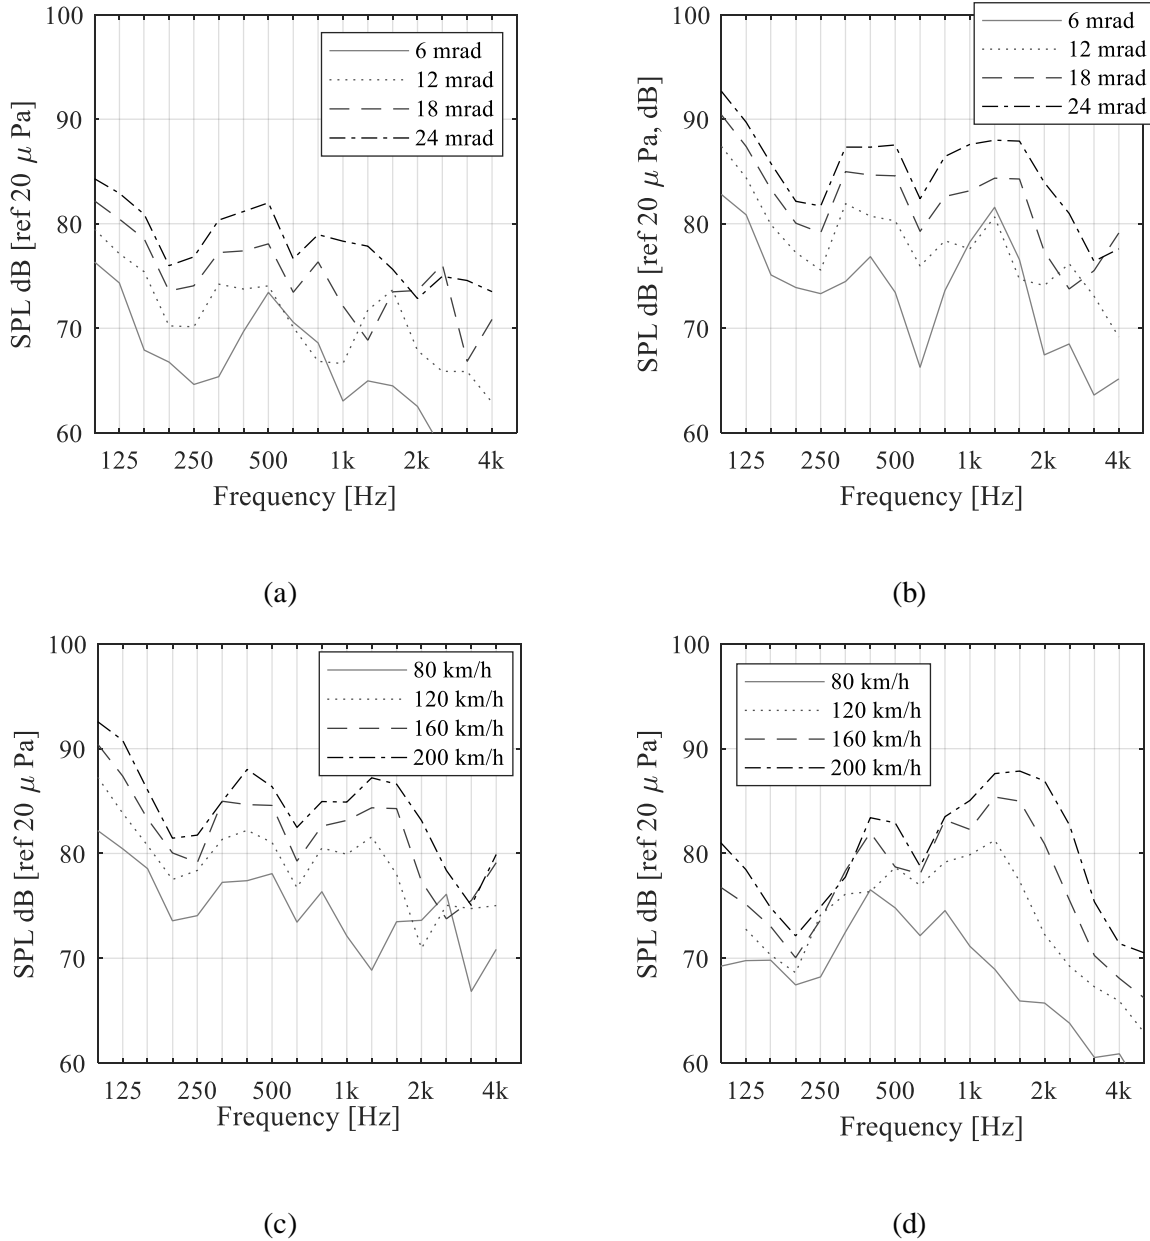 100
90
80
70
60
SPL dB [ref 20 μ Pa]
6 mrad
12 mrad
18 mrad
24 mrad
125 250 500 1k 2k 4k
Frequency [Hz]
(a)
100
90
80
70
60
SPL dB [ref 20 μ Pa, dB]
6 mrad
12 mrad
18 mrad
24 mrad
125 250 500 1k 2k 4k
Frequency [Hz]
(b)
100
90
80
70
60
SPL dB [ref 20 μ Pa]
80 km/h
120 km/h
160 km/h
200 km/h
125 250 500 1k 2k 4k
Frequency [Hz]
(c)
100
90
80
70
60
SPL dB [ref 20 μ Pa]
80 km/h
120 km/h
160 km/h
200 km/h
125 250 500 1k 2k 4k
Frequency [Hz]
(d)